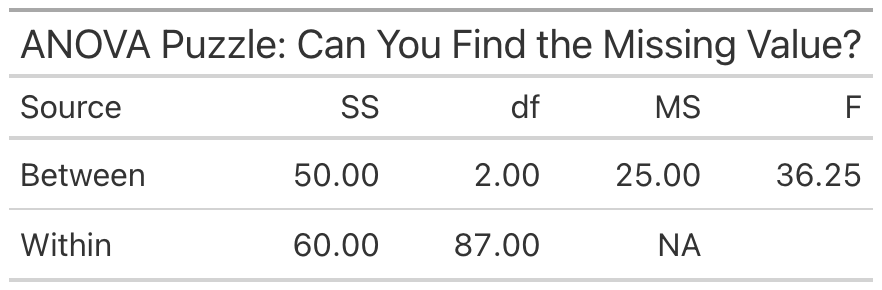 ANOVA Puzzle: Can You Find the Missing Value?
Source SS df MS F
Between 50.00 2.00 25.00 36.25
Within 60.00 87.00 NA